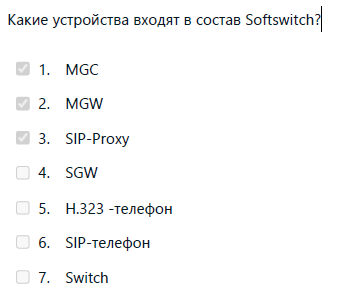 Какие устройства входят в состав Softswitch?
1. MGC
2. MGW
3. SIP-Proxy
4. SGW
5. H.323 -телефон
6. SIP-телефон
7. Switch